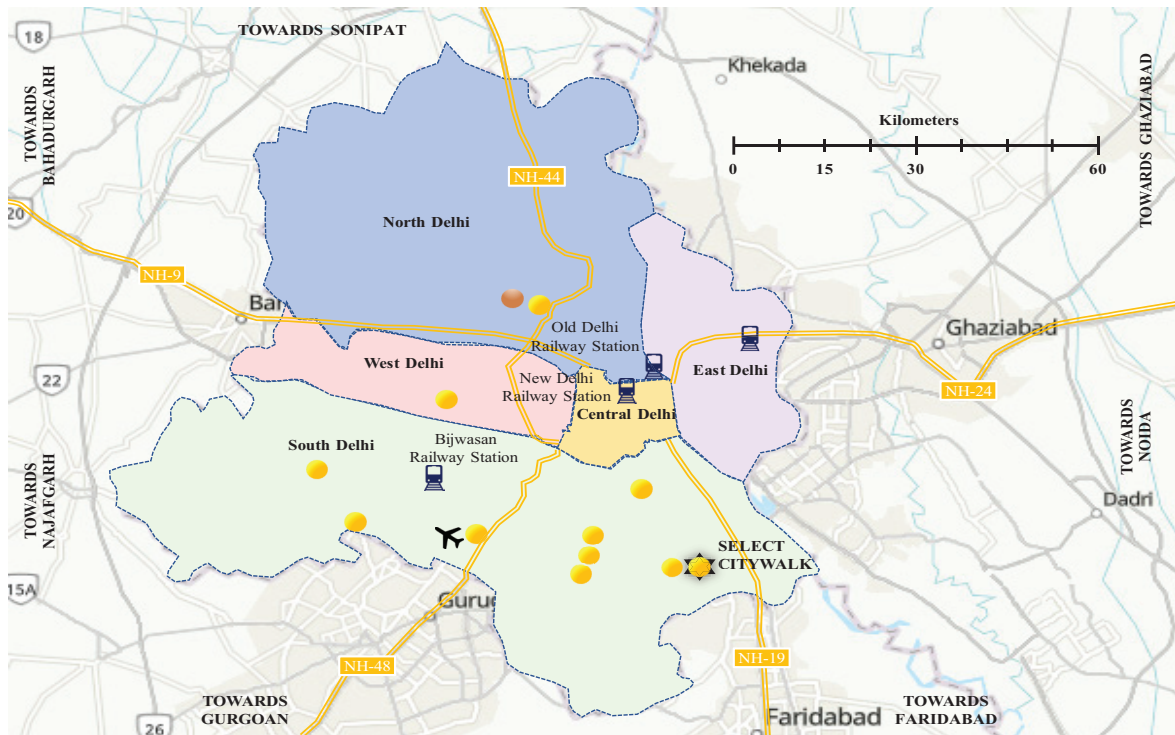 TOWARDS SONIPAT
18
Khekada
TOWARDS
BAHADURGARH
TOWARDS GHAZIABAD
Kilometers
0 15 30 60
NH-44
20
North Delhi
NH-9
Old Delhi
Railway Station
Ghaziabad
West Delhi
New Delhi
Railway Station
East Delhi
22
NH-24
Central Delhi
South Delhi
Bijwasan
Railway Station
TOWARDS
NOIDA
TOWARDS
NAJAFGARH
Dadri
SELECT
CITYWALK
15A
Gurug
NH-48
NH-19
TOWARDS
GURGOAN
TOWARDS
FARIDABAD
26
Faridabad